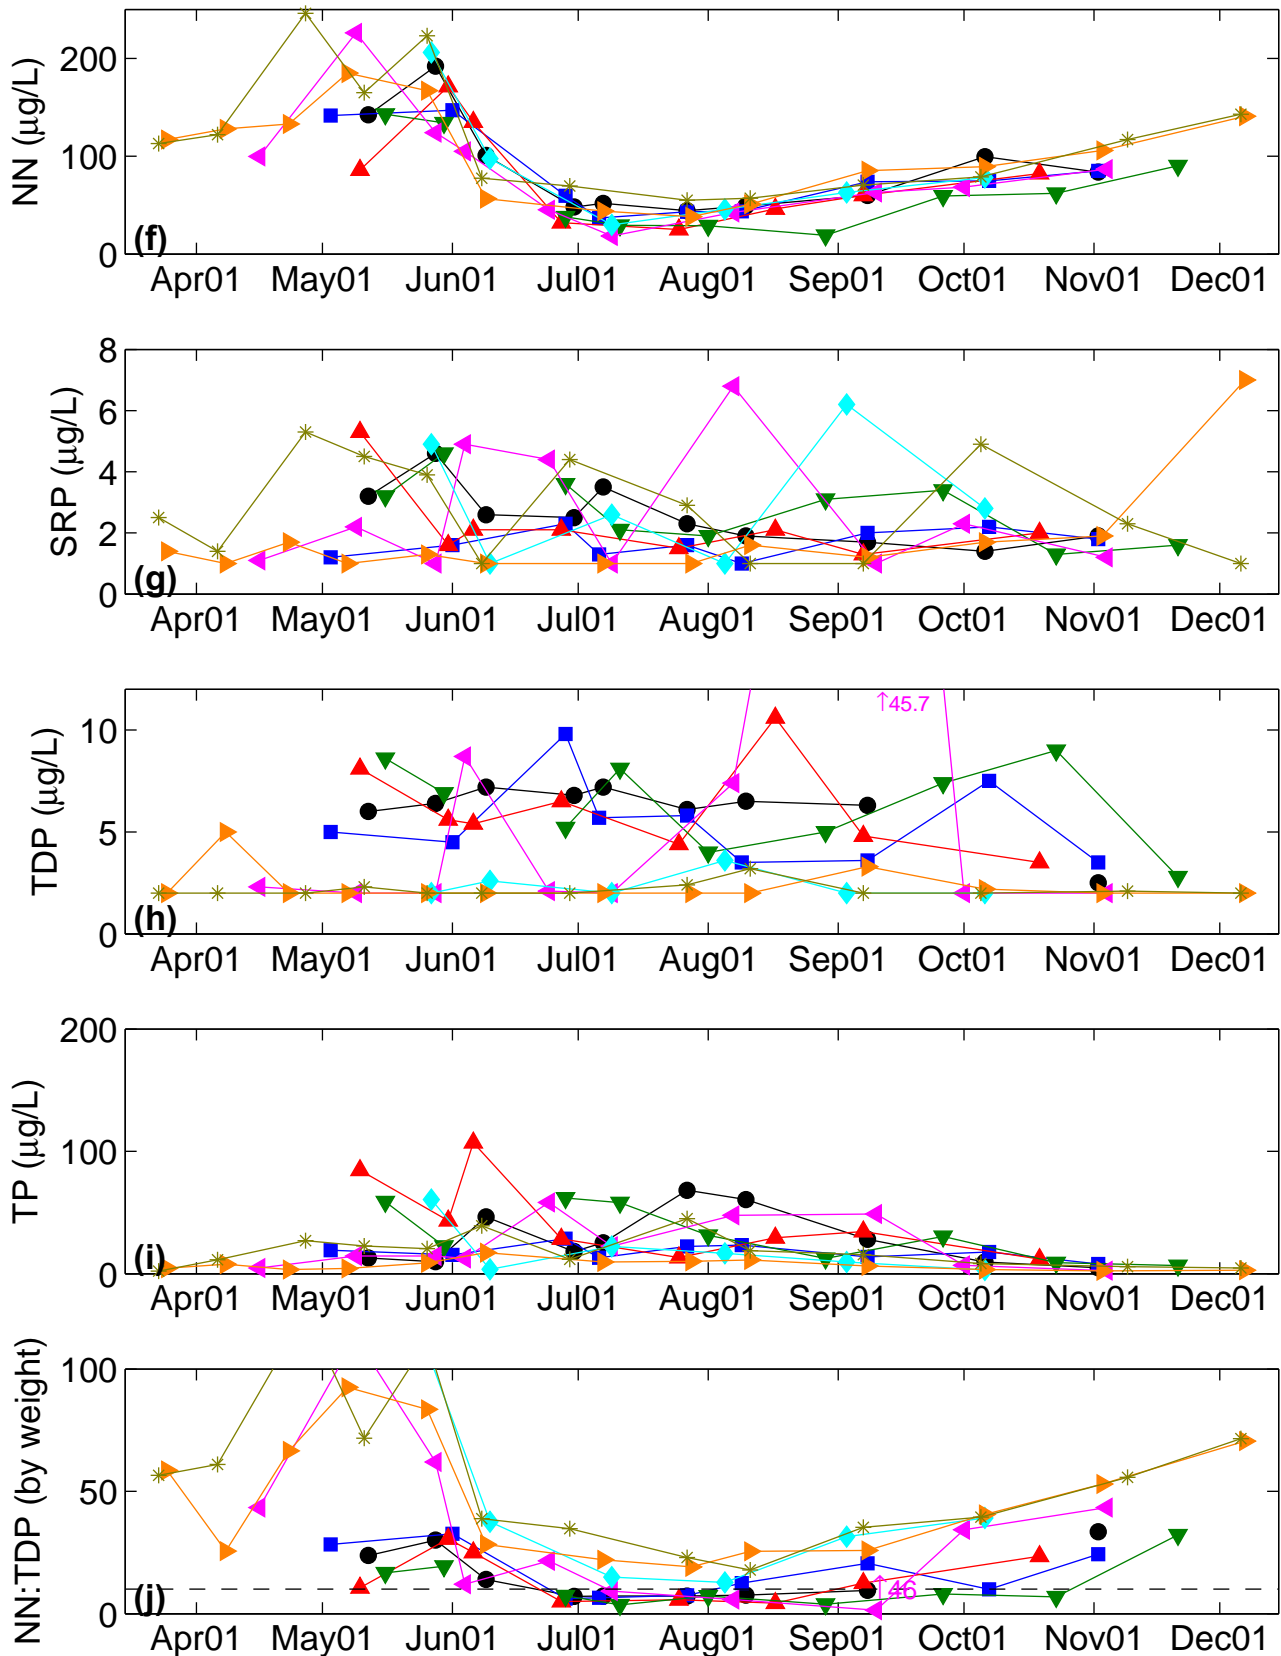 NN (µg/L)
200
100
0
(f)
Apr01 May01 Jun01 Jul01 Aug01 Sep01 Oct01 Nov01 Dec01
SRP (µg/L)
8
6
4
2
0
(g)
Apr01 May01 Jun01 Jul01 Aug01 Sep01 Oct01 Nov01 Dec01
TDP (µg/L)
↑45.7
10
5
0
(h)
Apr01 May01 Jun01 Jul01 Aug01 Sep01 Oct01 Nov01 Dec01
TP (µg/L)
200
100
0
(i)
Apr01 May01 Jun01 Jul01 Aug01 Sep01 Oct01 Nov01 Dec01
NN:TDP (by weight)
100
50
0
(j)
↑46
Apr01 May01 Jun01 Jul01 Aug01 Sep01 Oct01 Nov01 Dec01